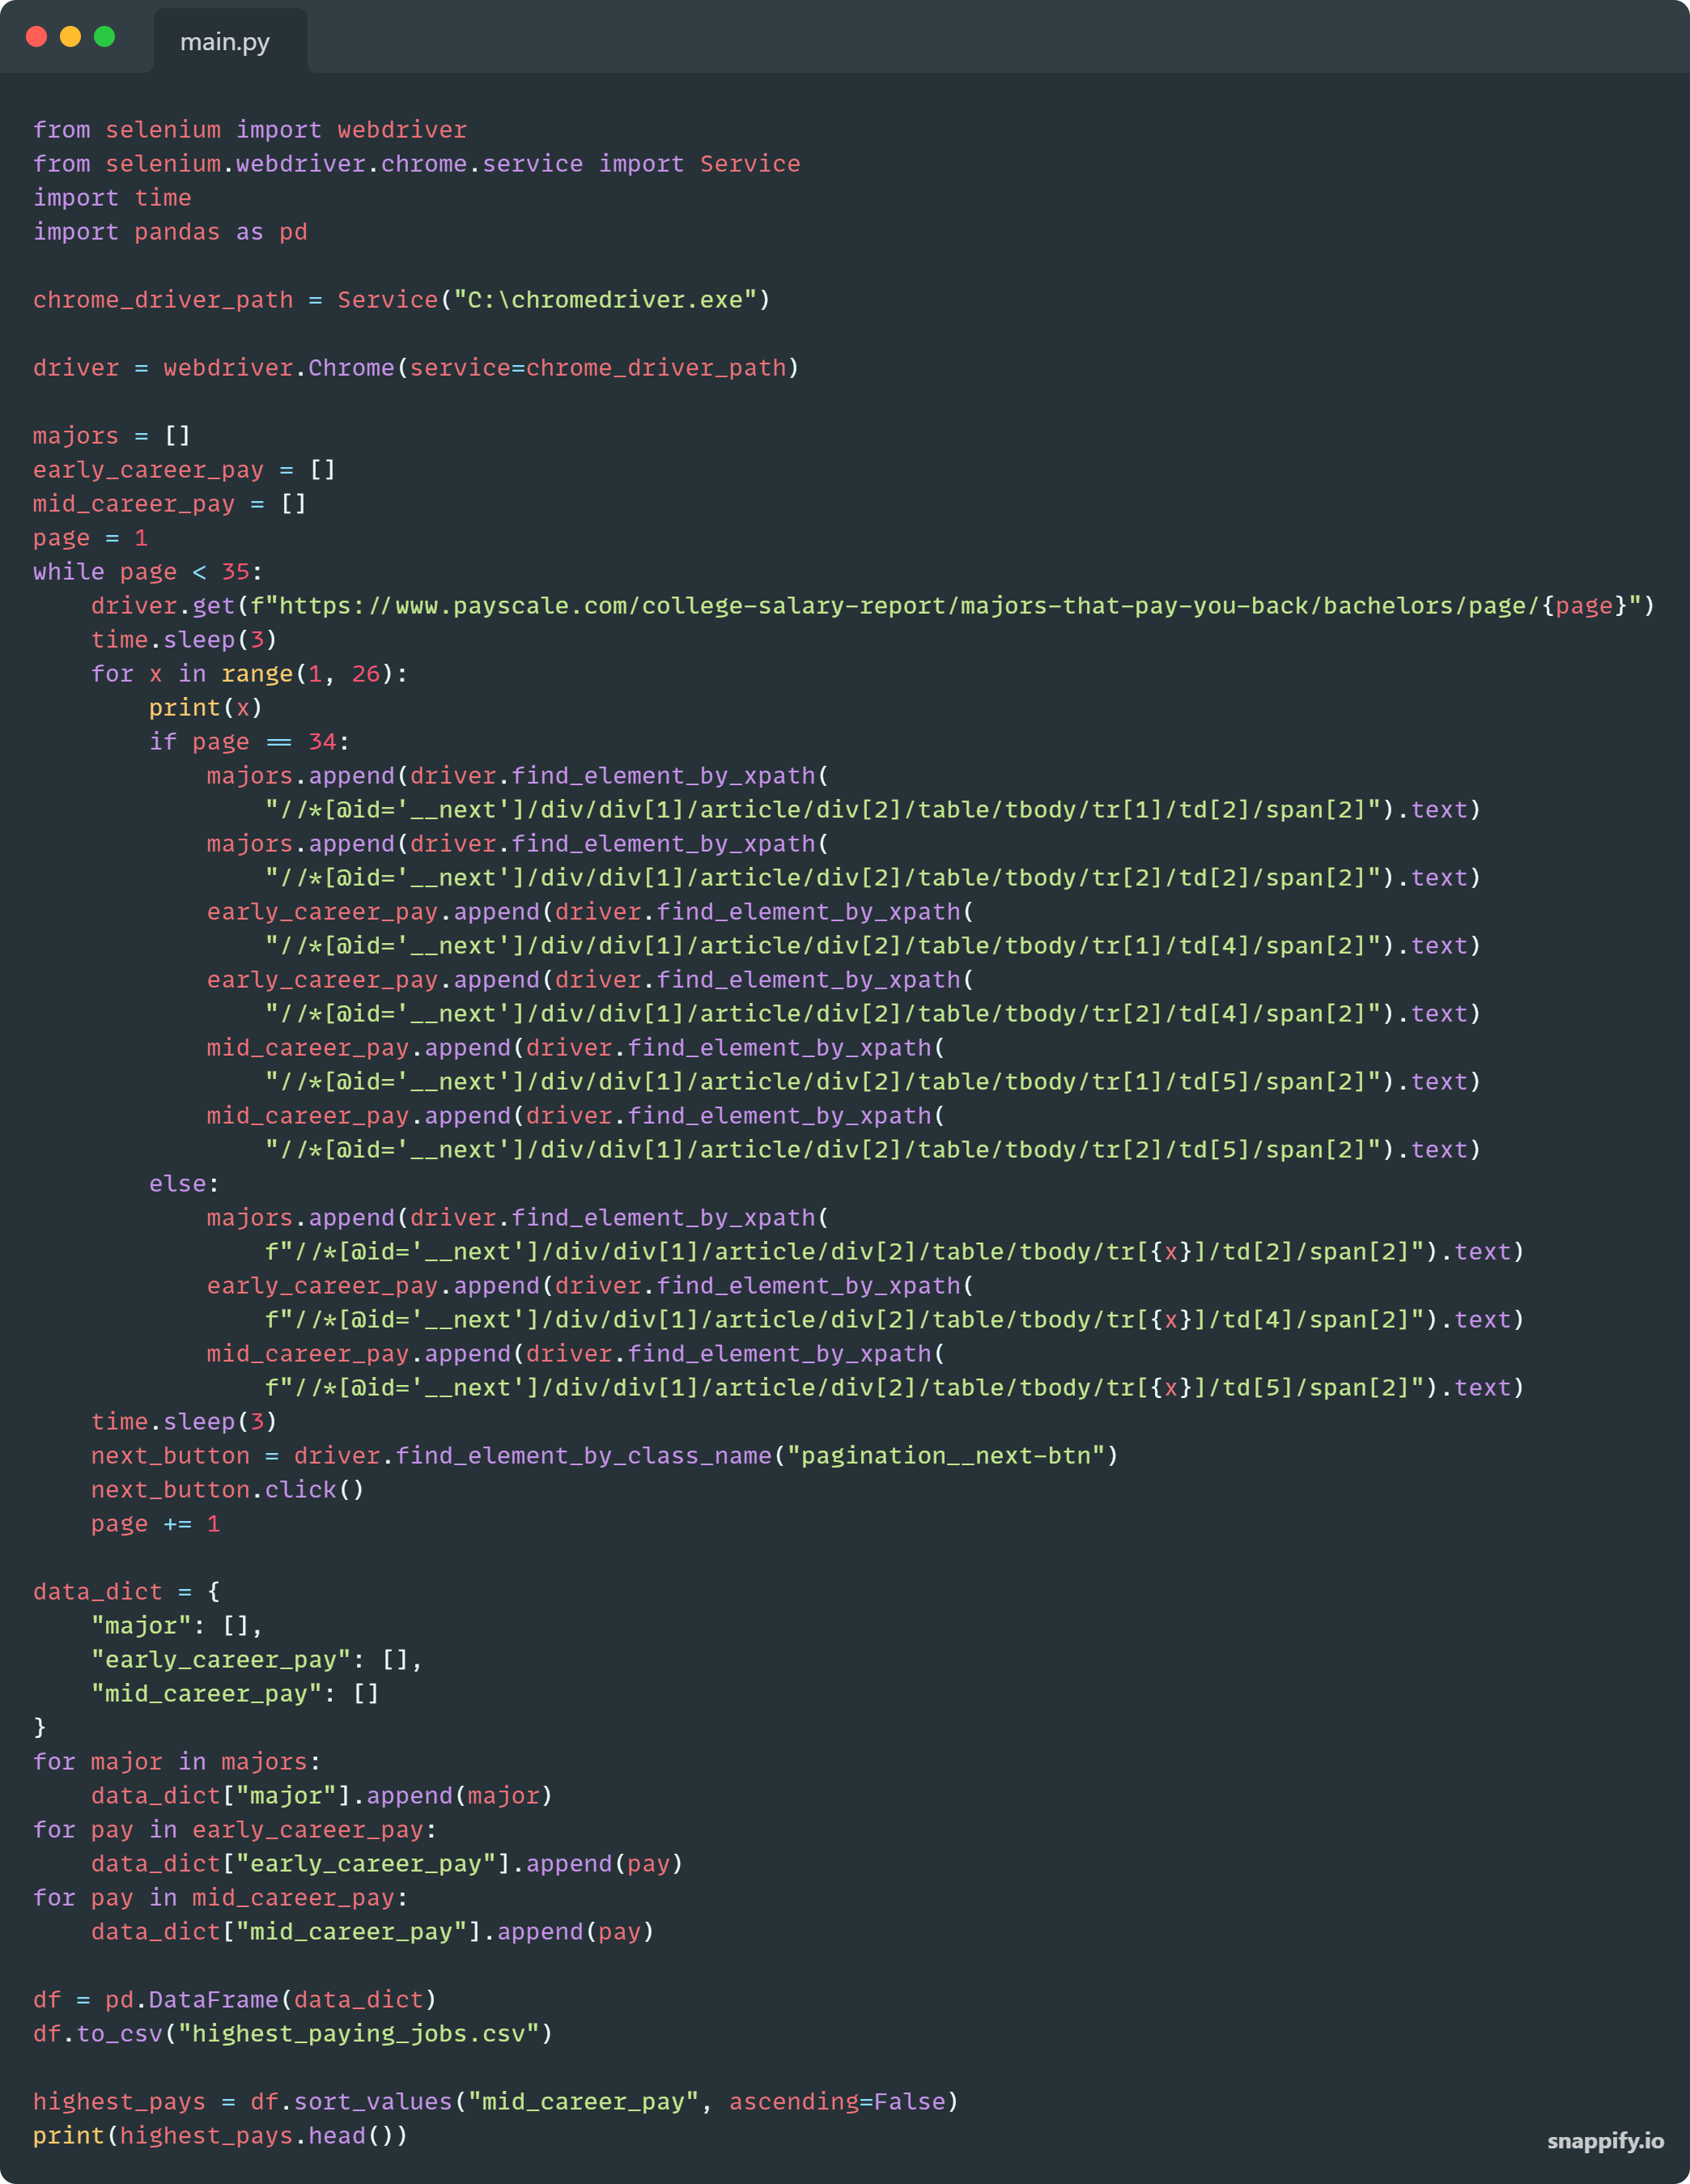 main.py
from selenium import webdriver
from selenium.webdriver.chrome.service import Service
import time
import pandas as pd

chrome_driver_path = Service("C:\chromedriver.exe")

driver = webdriver.Chrome(service=chrome_driver_path)

majors = []
early_career_pay = []
mid_career_pay = []
page = 1
while page < 35:
    driver.get(f"https://www.payscale.com/college-salary-report/majors-that-pay-you-back/bachelors/page/{page}")
    time.sleep(3)
    for x in range(1, 26):
        print(x)
        if page == 34:
            majors.append(driver.find_element_by_xpath(
                "//*[@id='__next']/div/div[1]/article/div[2]/table/tbody/tr[1]/td[2]/span[2]").text)
            majors.append(driver.find_element_by_xpath(
                "//*[@id='__next']/div/div[1]/article/div[2]/table/tbody/tr[2]/td[2]/span[2]").text)
            early_career_pay.append(driver.find_element_by_xpath(
                "//*[@id='__next']/div/div[1]/article/div[2]/table/tbody/tr[1]/td[4]/span[2]").text)
            early_career_pay.append(driver.find_element_by_xpath(
                "//*[@id='__next']/div/div[1]/article/div[2]/table/tbody/tr[2]/td[4]/span[2]").text)
            mid_career_pay.append(driver.find_element_by_xpath(
                "//*[@id='__next']/div/div[1]/article/div[2]/table/tbody/tr[1]/td[5]/span[2]").text)
            mid_career_pay.append(driver.find_element_by_xpath(
                "//*[@id='__next']/div/div[1]/article/div[2]/table/tbody/tr[2]/td[5]/span[2]").text)
        else:
            majors.append(driver.find_element_by_xpath(
                f"//*[@id='__next']/div/div[1]/article/div[2]/table/tbody/tr[{x}]/td[2]/span[2]").text)
            early_career_pay.append(driver.find_element_by_xpath(
                f"//*[@id='__next']/div/div[1]/article/div[2]/table/tbody/tr[{x}]/td[4]/span[2]").text)
            mid_career_pay.append(driver.find_element_by_xpath(
                f"//*[@id='__next']/div/div[1]/article/div[2]/table/tbody/tr[{x}]/td[5]/span[2]").text)
    time.sleep(3)
    next_button = driver.find_element_by_class_name("pagination__next-btn")
    next_button.click()
    page += 1

data_dict = {
    "major": [],
    "early_career_pay": [],
    "mid_career_pay": []
}
for major in majors:
    data_dict["major"].append(major)
for pay in early_career_pay:
    data_dict["early_career_pay"].append(pay)
for pay in mid_career_pay:
    data_dict["mid_career_pay"].append(pay)

df = pd.DataFrame(data_dict)
df.to_csv("highest_paying_jobs.csv")

highest_pays = df.sort_values("mid_career_pay", ascending=False)
print(highest_pays.head())
snappify.io